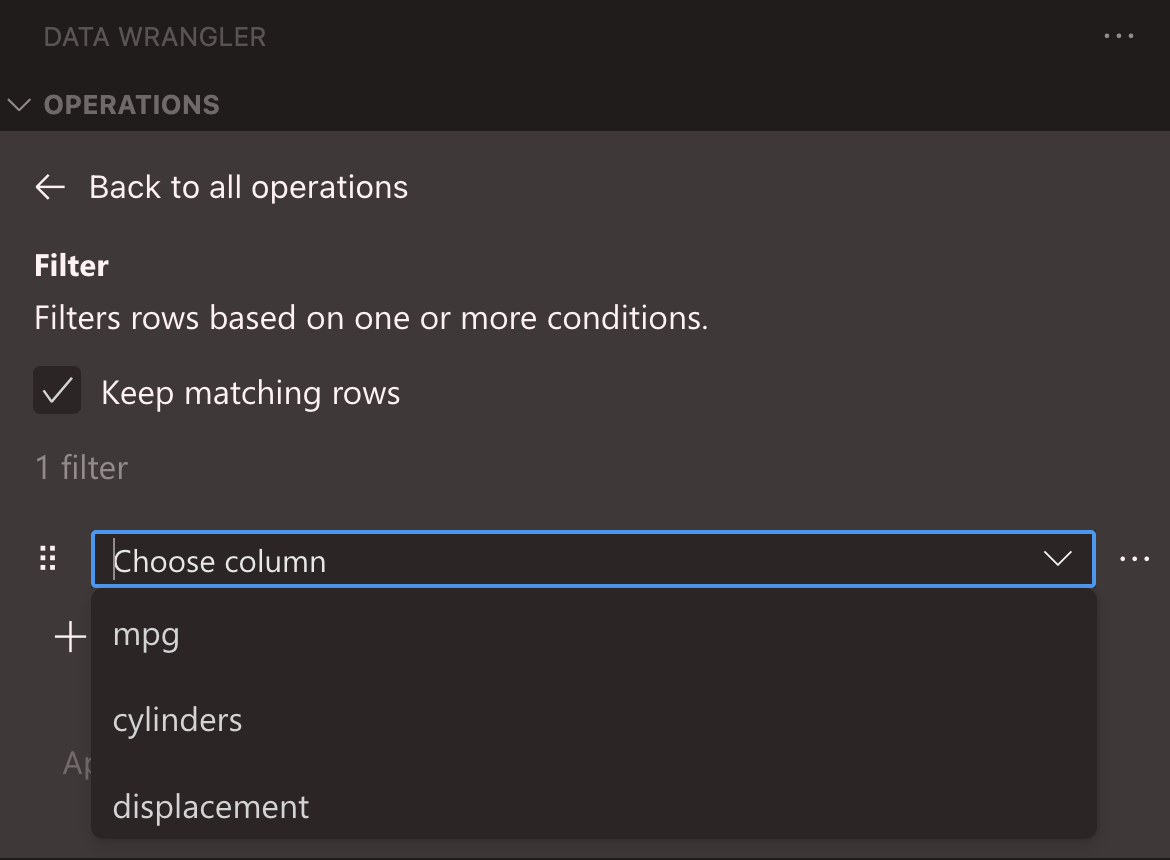 DATA WRANGLER
OPERATIONS
Back to all operations
Filter
Filters rows based on one or more conditions.
Keep matching rows
1 filter
Choose column
mpg
cylinders
Ap
displacement